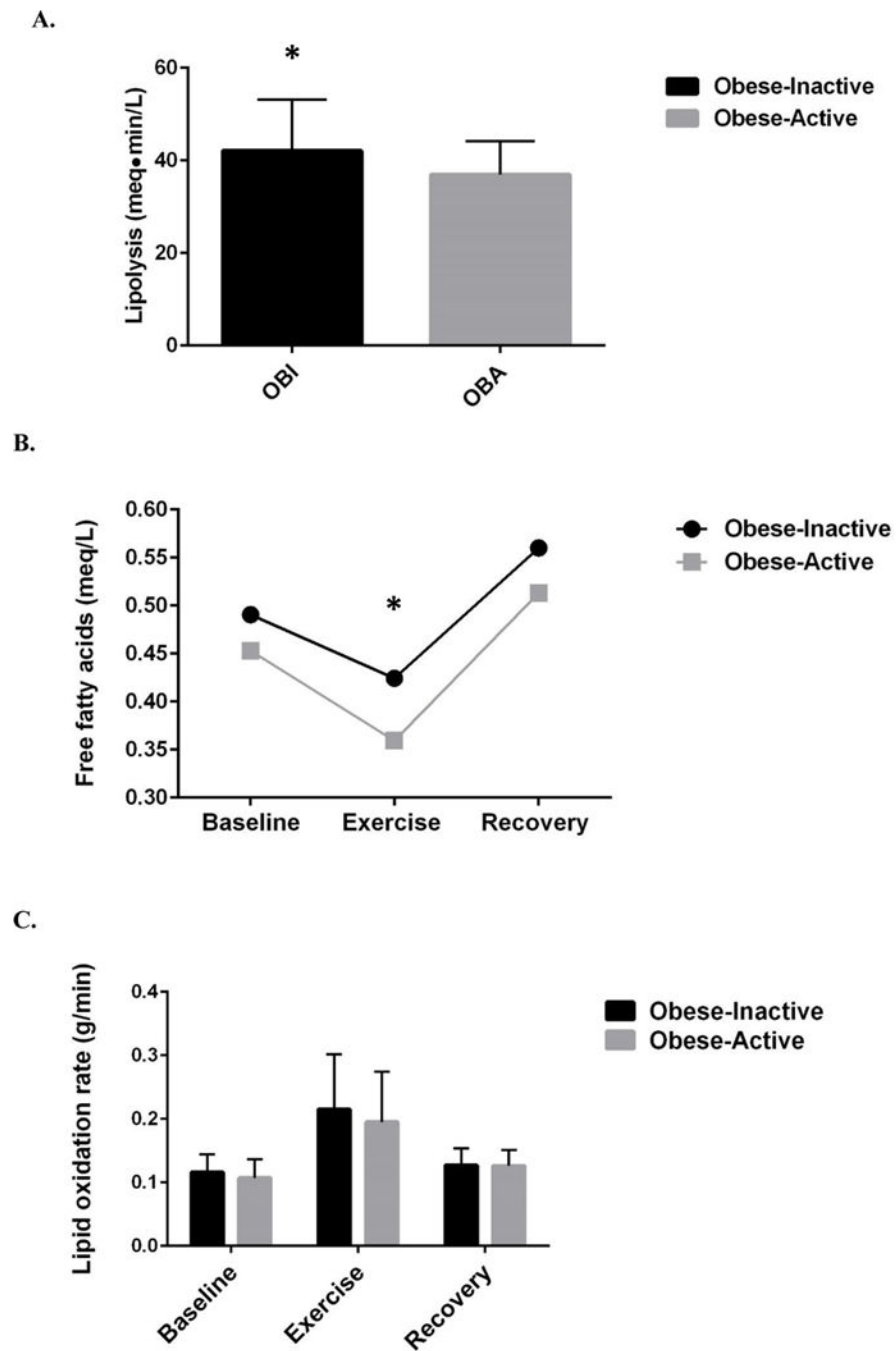 A.
*
Lipolysis (meq•min/L)
60
40
20
0
OBI
OBA
Obese-Inactive
Obese-Active
B.
Free fatty acids (meq/L)
0.60
0.55
0.50
0.45
0.40
0.35
0.30
*
Baseline
Exercise
Recovery
Obese-Inactive
Obese-Active
C.
Lipid oxidation rate (g/min)
0.4
0.3
0.2
0.1
0.0
Baseline
Exercise
Recovery
Obese-Inactive
Obese-Active